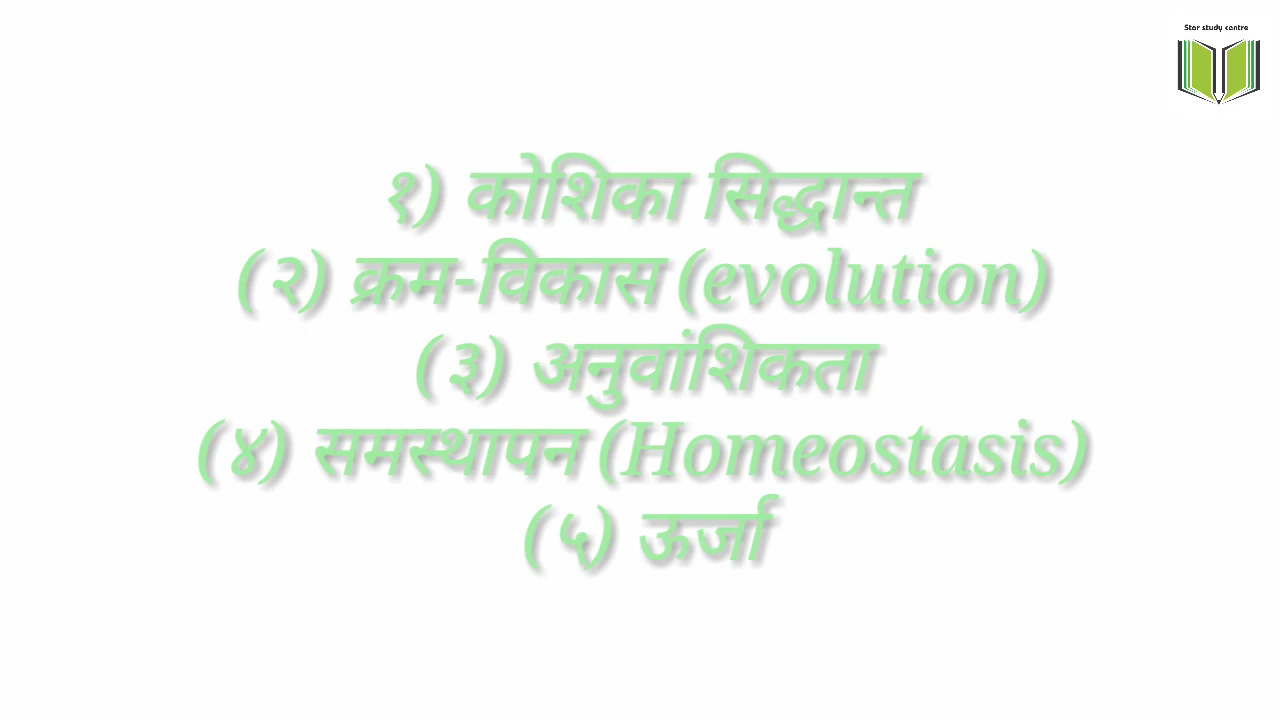 Star study centre
१) कोशिका सिद्धान्त
(२) क्रम-विकास (evolution)
(३) अनुवांशिकता
(४) समस्थापन (Homeostasis)
(५) ऊर्जा